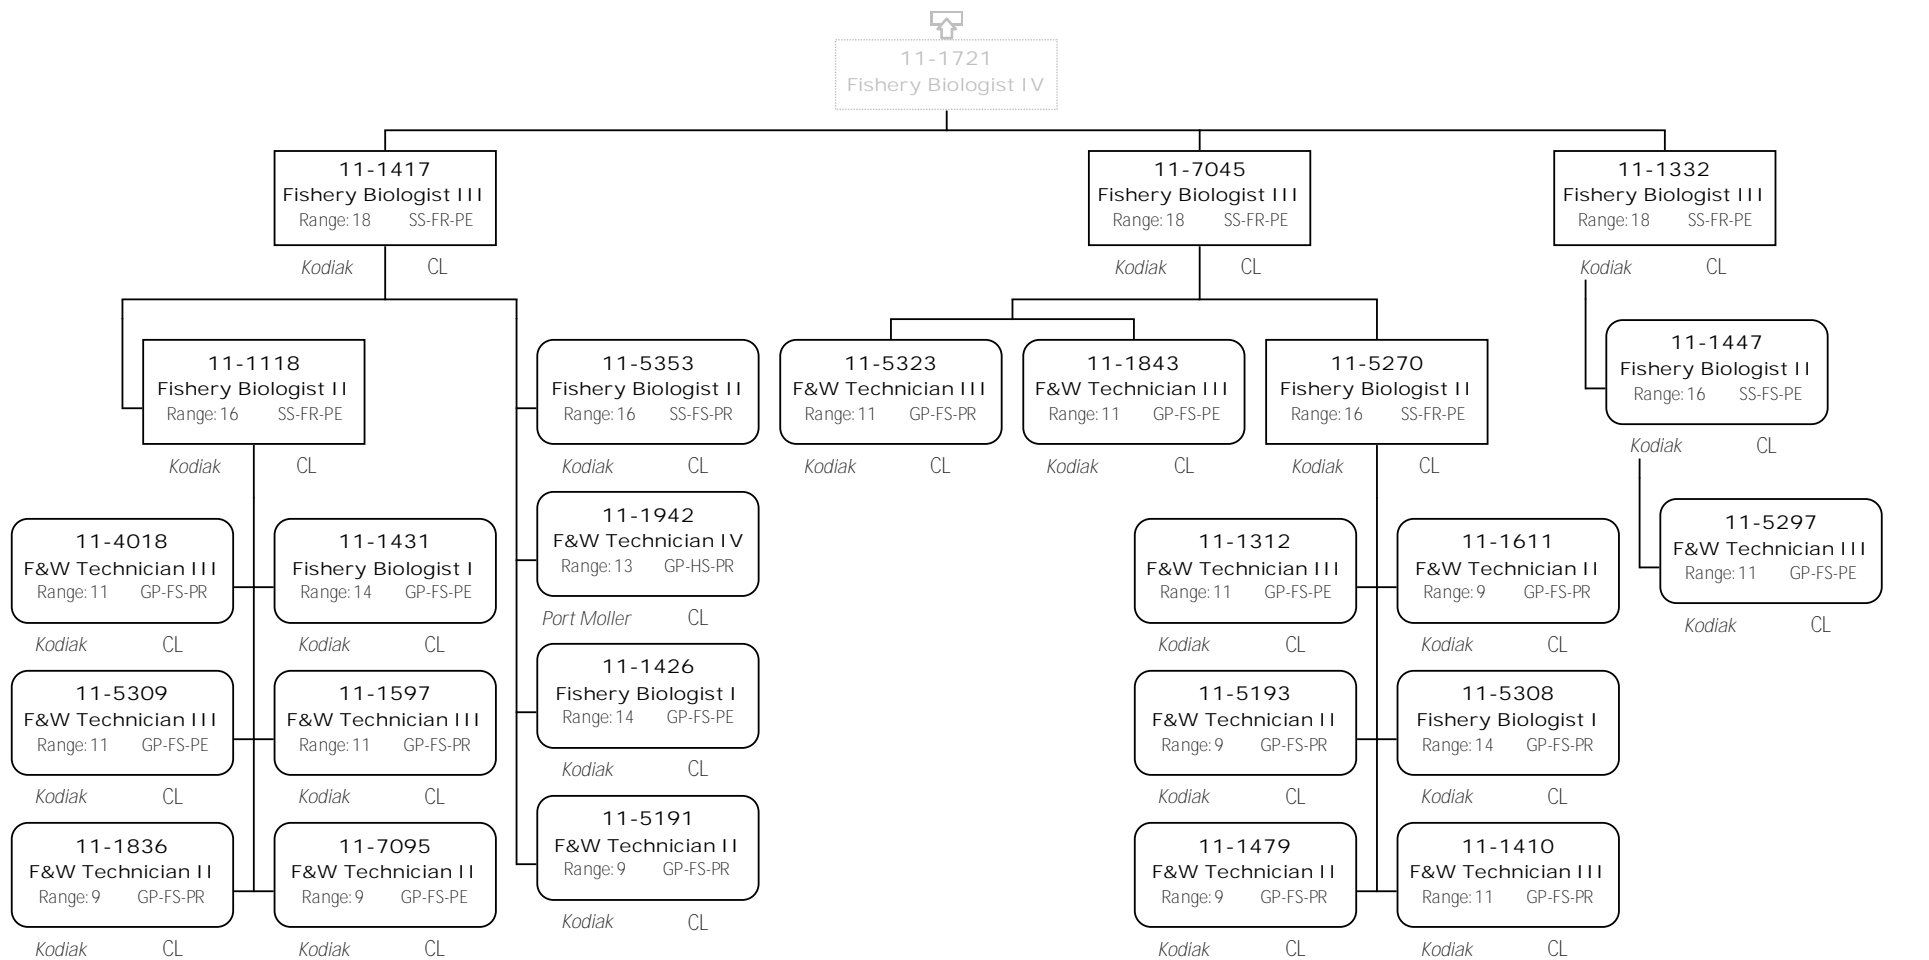 11-1721
Fishery Biologist IV
11-1417
Fishery Biologist III
Range: 18 SS-FR-PE
Kodiak CL
11-7045
Fishery Biologist III
Range: 18 SS-FR-PE
Kodiak CL
11-1332
Fishery Biologist III
Range: 18 SS-FR-PE
Kodiak CL
11-1118
Fishery Biologist II
Range: 16 SS-FR-PE
Kodiak CL
11-5353
Fishery Biologist II
Range: 16 SS-FS-PR
Kodiak CL
11-5323
F&W Technician III
Range: 11 GP-FS-PR
Kodiak CL
11-1843
F&W Technician III
Range: 11 GP-FS-PE
Kodiak CL
11-5270
Fishery Biologist II
Range: 16 SS-FR-PE
Kodiak CL
11-1447
Fishery Biologist II
Range: 16 SS-FS-PE
Kodiak CL
11-4018
F&W Technician III
Range: 11 GP-FS-PR
Kodiak CL
11-1431
Fishery Biologist I
Range: 14 GP-FS-PE
Kodiak CL
11-1942
F&W Technician IV
Range: 13 GP-HS-PR
Port Moller CL
11-1312
F&W Technician III
Range: 11 GP-FS-PE
Kodiak CL
11-1611
F&W Technician II
Range: 9 GP-FS-PR
Kodiak CL
11-5297
F&W Technician III
Range: 11 GP-FS-PE
Kodiak CL
11-5309
F&W Technician III
Range: 11 GP-FS-PE
Kodiak CL
11-1597
F&W Technician III
Range: 11 GP-FS-PR
Kodiak CL
11-1426
Fishery Biologist I
Range: 14 GP-FS-PE
Kodiak CL
11-5193
F&W Technician II
Range: 9 GP-FS-PR
Kodiak CL
11-5308
Fishery Biologist I
Range: 14 GP-FS-PR
Kodiak CL
11-1836
F&W Technician II
Range: 9 GP-FS-PR
Kodiak CL
11-7095
F&W Technician II
Range: 9 GP-FS-PE
Kodiak CL
11-5191
F&W Technician II
Range: 9 GP-FS-PR
Kodiak CL
11-1479
F&W Technician II
Range: 9 GP-FS-PR
Kodiak CL
11-1410
F&W Technician III
Range: 11 GP-FS-PR
Kodiak CL